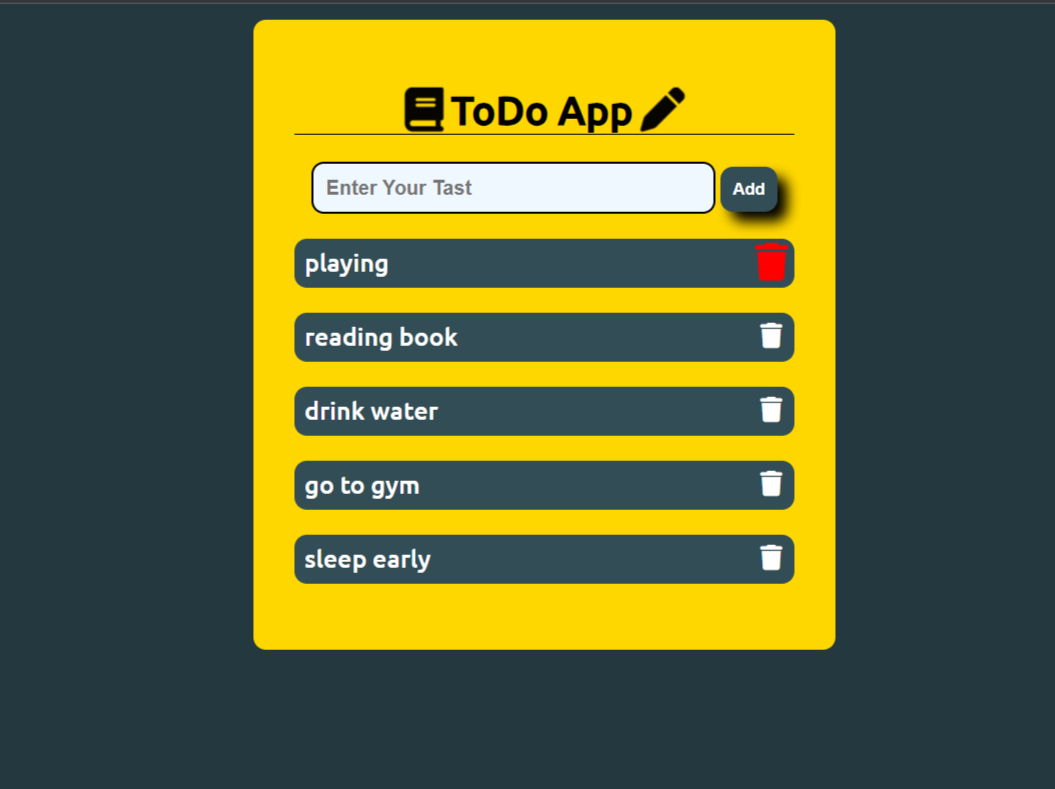 ToDo App
Enter Your Tast
Add
playing
reading book
drink water
go to gym
sleep early